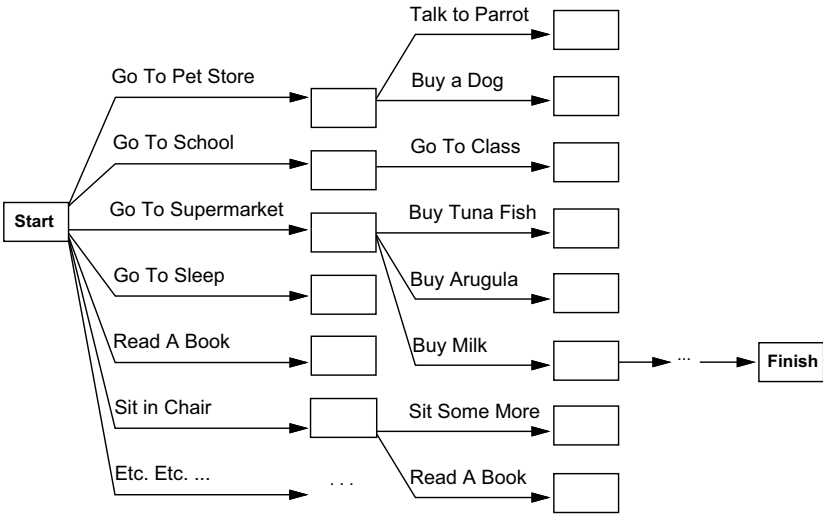 Talk to Parrot
Go To Pet Store
Buy a Dog
Go To School
Go To Class
Start
Go To Supermarket
Buy Tuna Fish
Go To Sleep
Buy Arugula
Read A Book
Buy Milk
...
Finish
Sit in Chair
Sit Some More
Etc. Etc. ...
. . .
Read A Book